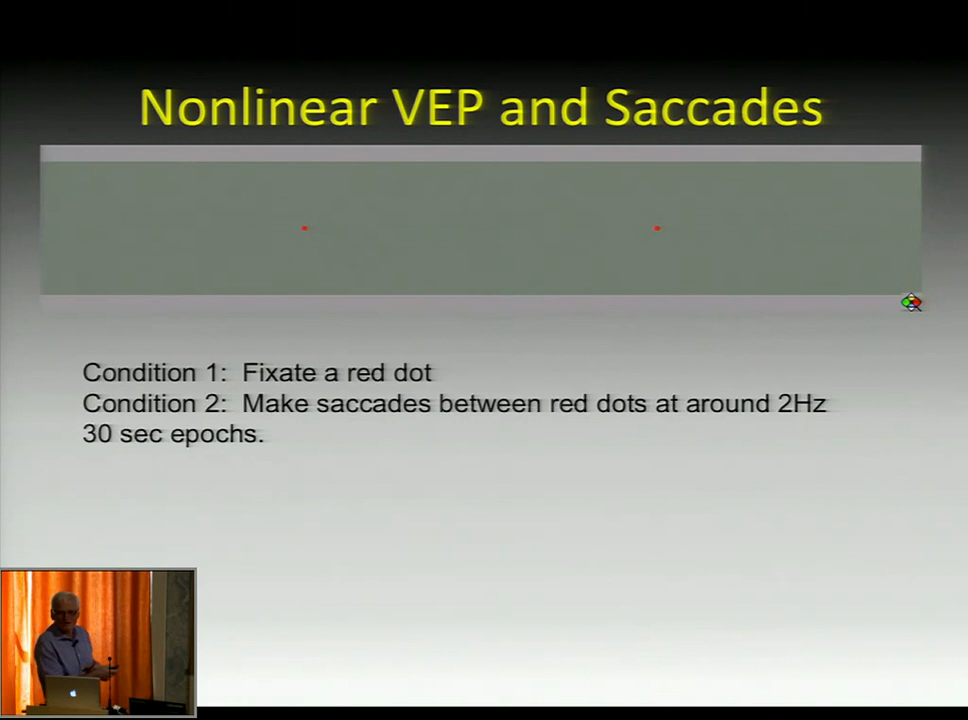 Nonlinear VEP and Saccades
Condition 1:  Fixate a red dot
Condition 2:  Make saccades between red dots at around 2Hz
30 sec epochs.